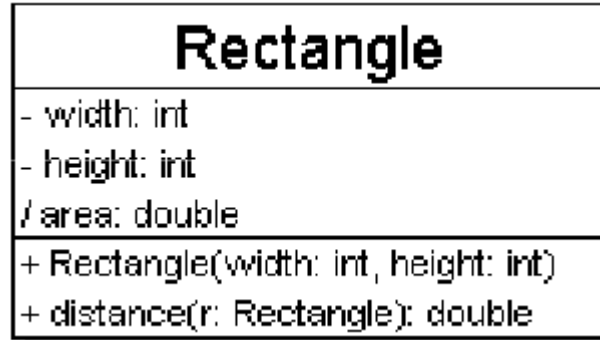 Rectangle
- width: int
- height: int
/ area: double
+ Rectangle(width: int, height: int)
+ distance(r: Rectangle): double